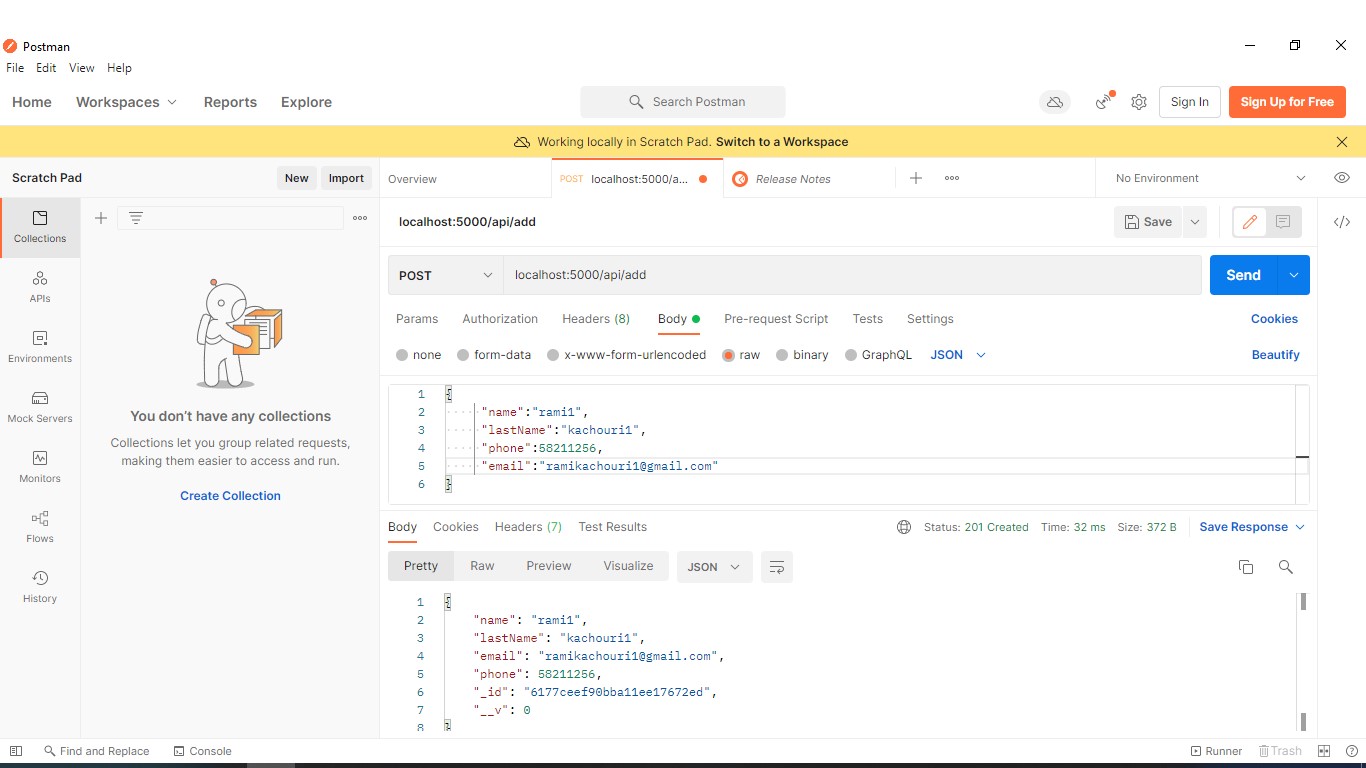 Postman
File Edit View Help
Home Workspaces Reports Explore
Search Postman
Sign In
Sign Up for Free
Working locally in Scratch Pad. Switch to a Workspace
Scratch Pad
New
Import
Overview
POST localhost:5000/a...
Release Notes
No Environment
Collections
APIs
Environments
Mock Servers
Monitors
Flows
History
You don't have any collections
Collections let you group related requests,
making them easier to access and run.
Create Collection
localhost:5000/api/add
Save
POST localhost:5000/api/add
Send
Params Authorization Headers (8) Body Pre-request Script Tests Settings
Cookies
none form-data x-www-form-urlencoded raw binary GraphQL JSON
Beautify
1 {
2 "name":"rami1",
3 "lastName":"kachouri1",
4 "phone":58211256,
5 "email":"ramikachouri1@gmail.com"
6 }
Body Cookies Headers (7) Test Results
Status: 201 Created Time: 32 ms Size: 372 B
Save Response
Pretty Raw Preview Visualize JSON
1 {
2 "name": "rami1",
3 "lastName": "kachouri1",
4 "email": "ramikachouri1@gmail.com",
5 "phone": 58211256,
6 "_id": "6177ceef90bba11ee17672ed",
7 "__v": 0
8 }
Find and Replace
Console
Runner
Trash